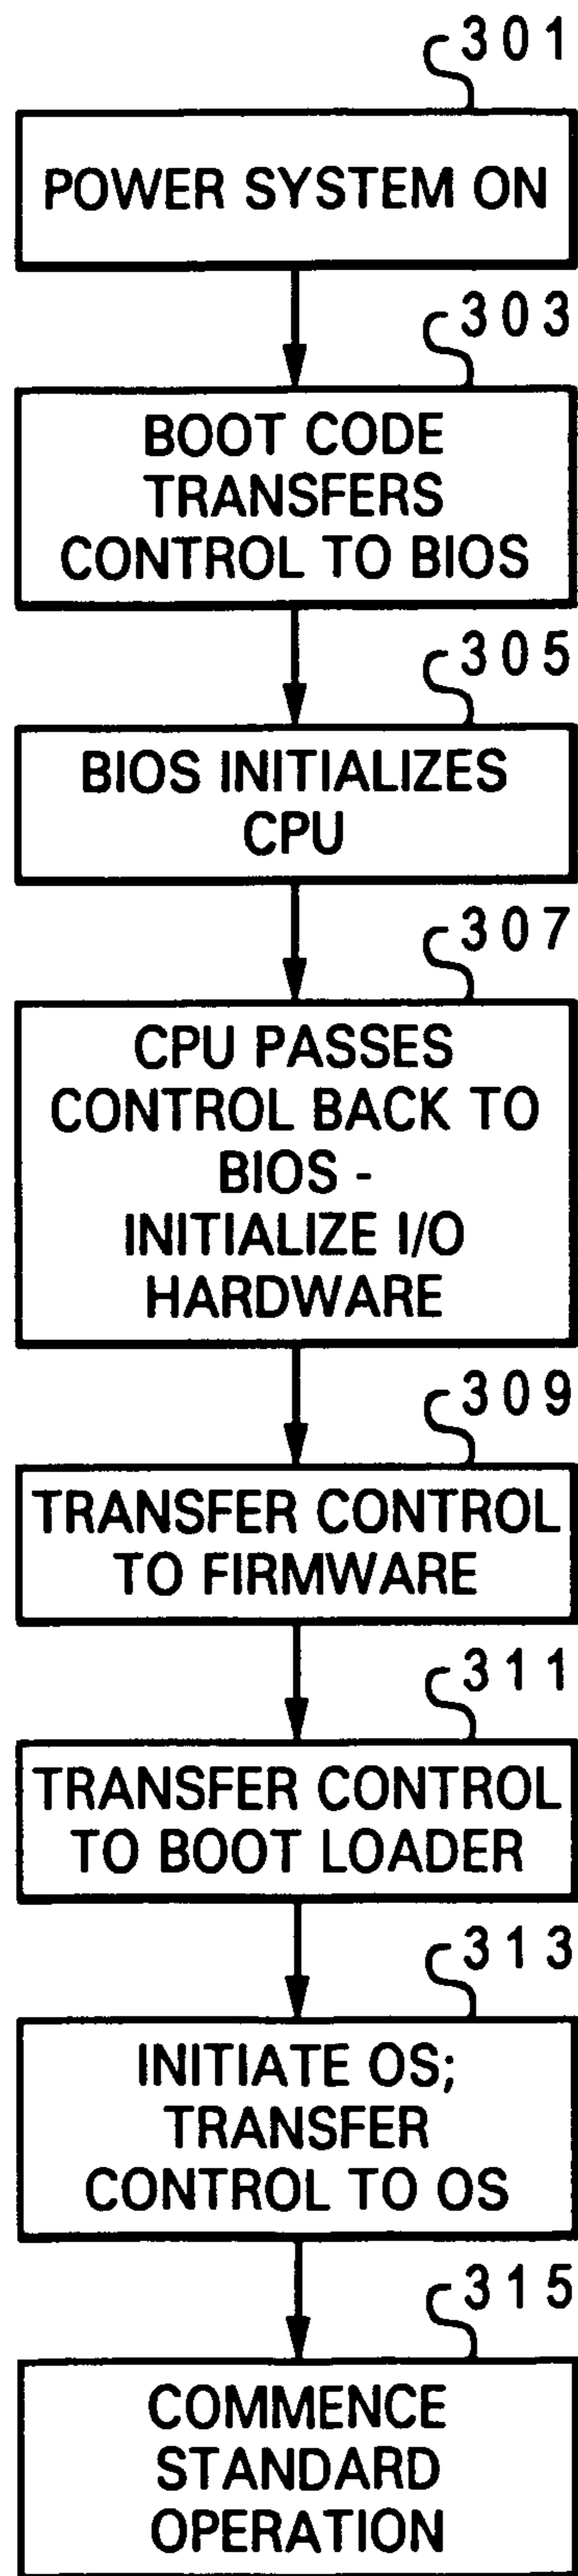 301
POWER SYSTEM ON
303
BOOT CODE
TRANSFERS
CONTROL TO BIOS
305
BIOS INITIALIZES
CPU
307
CPU PASSES
CONTROL BACK TO
BIOS -
INITIALIZE I/O
HARDWARE
309
TRANSFER CONTROL
TO FIRMWARE
311
TRANSFER CONTROL
TO BOOT LOADER
313
INITIATE OS;
TRANSFER
CONTROL TO OS
315
COMMENCE
STANDARD
OPERATION